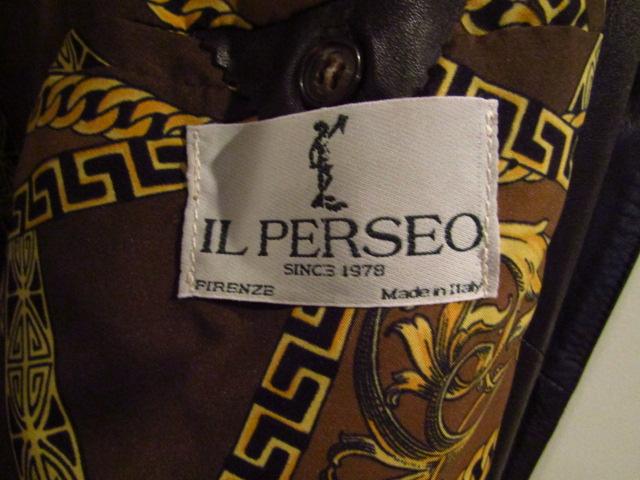 IL PERSEO
SINCE 1978
FIRENZE Made in Italy